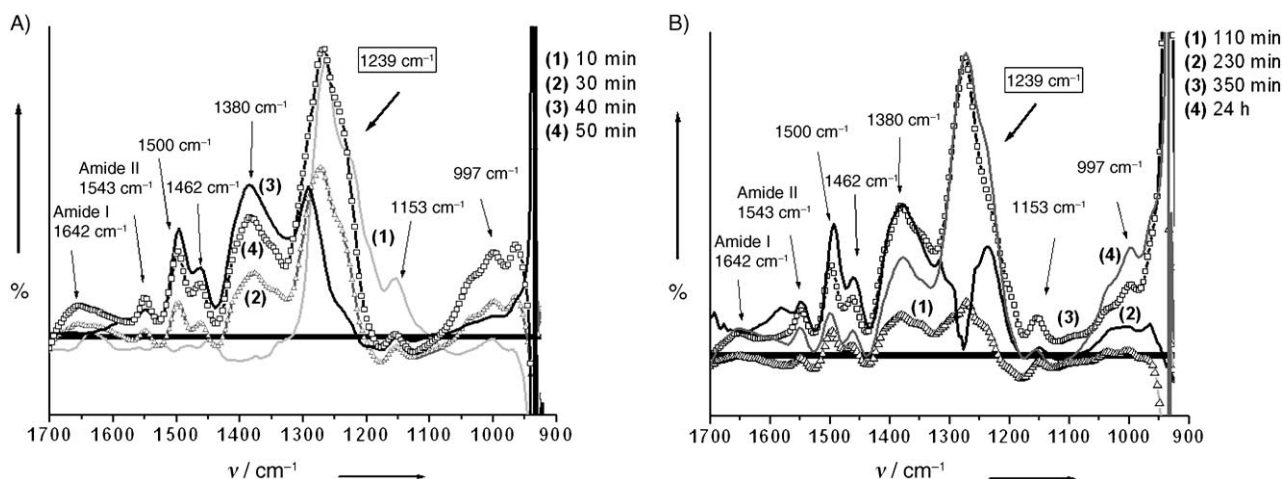 A)
1239 cm⁻¹
(1) 10 min
(2) 30 min
(3) 40 min
(4) 50 min
1380 cm⁻¹
1500 cm⁻¹
Amide II
1543 cm⁻¹
1462 cm⁻¹
Amide I
1642 cm⁻¹
(3)
(4)
(2)
(1)
1153 cm⁻¹
997 cm⁻¹
%
1700 1600 1500 1400 1300 1200 1100 1000 900
ν / cm⁻¹
B)
1239 cm⁻¹
(1) 110 min
(2) 230 min
(3) 350 min
(4) 24 h
1380 cm⁻¹
1500 cm⁻¹
Amide II
1543 cm⁻¹
1462 cm⁻¹
Amide I
1642 cm⁻¹
997 cm⁻¹
1153 cm⁻¹
(4)
(1)
(3)
(2)
%
1700 1600 1500 1400 1300 1200 1100 1000 900
ν / cm⁻¹